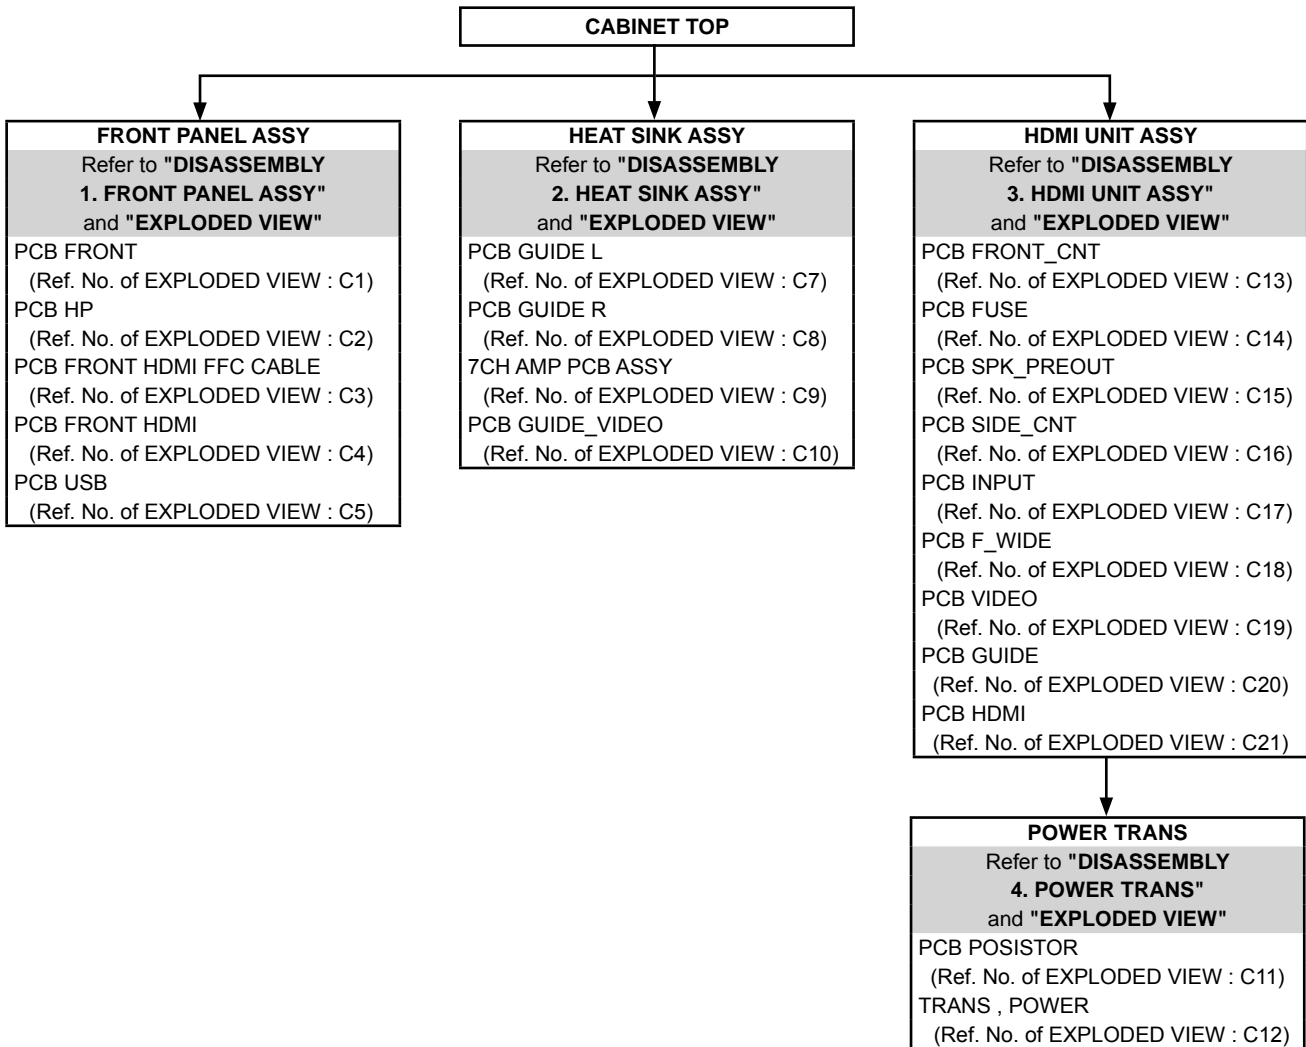 CABINET TOP
FRONT PANEL ASSY
Refer to "DISASSEMBLY
1. FRONT PANEL ASSY"
and "EXPLODED VIEW"
PCB FRONT
(Ref. No. of EXPLODED VIEW : C1)
PCB HP
(Ref. No. of EXPLODED VIEW : C2)
PCB FRONT HDMI FFC CABLE
(Ref. No. of EXPLODED VIEW : C3)
PCB FRONT HDMI
(Ref. No. of EXPLODED VIEW : C4)
PCB USB
(Ref. No. of EXPLODED VIEW : C5)
HEAT SINK ASSY
Refer to "DISASSEMBLY
2. HEAT SINK ASSY"
and "EXPLODED VIEW"
PCB GUIDE L
(Ref. No. of EXPLODED VIEW : C7)
PCB GUIDE R
(Ref. No. of EXPLODED VIEW : C8)
7CH AMP PCB ASSY
(Ref. No. of EXPLODED VIEW : C9)
PCB GUIDE_VIDEO
(Ref. No. of EXPLODED VIEW : C10)
HDMI UNIT ASSY
Refer to "DISASSEMBLY
3. HDMI UNIT ASSY"
and "EXPLODED VIEW"
PCB FRONT_CNT
(Ref. No. of EXPLODED VIEW : C13)
PCB FUSE
(Ref. No. of EXPLODED VIEW : C14)
PCB SPK_PREOUT
(Ref. No. of EXPLODED VIEW : C15)
PCB SIDE_CNT
(Ref. No. of EXPLODED VIEW : C16)
PCB INPUT
(Ref. No. of EXPLODED VIEW : C17)
PCB F_WIDE
(Ref. No. of EXPLODED VIEW : C18)
PCB VIDEO
(Ref. No. of EXPLODED VIEW : C19)
PCB GUIDE
(Ref. No. of EXPLODED VIEW : C20)
PCB HDMI
(Ref. No. of EXPLODED VIEW : C21)
POWER TRANS
Refer to "DISASSEMBLY
4. POWER TRANS"
and "EXPLODED VIEW"
PCB POSISTOR
(Ref. No. of EXPLODED VIEW : C11)
TRANS , POWER
(Ref. No. of EXPLODED VIEW : C12)